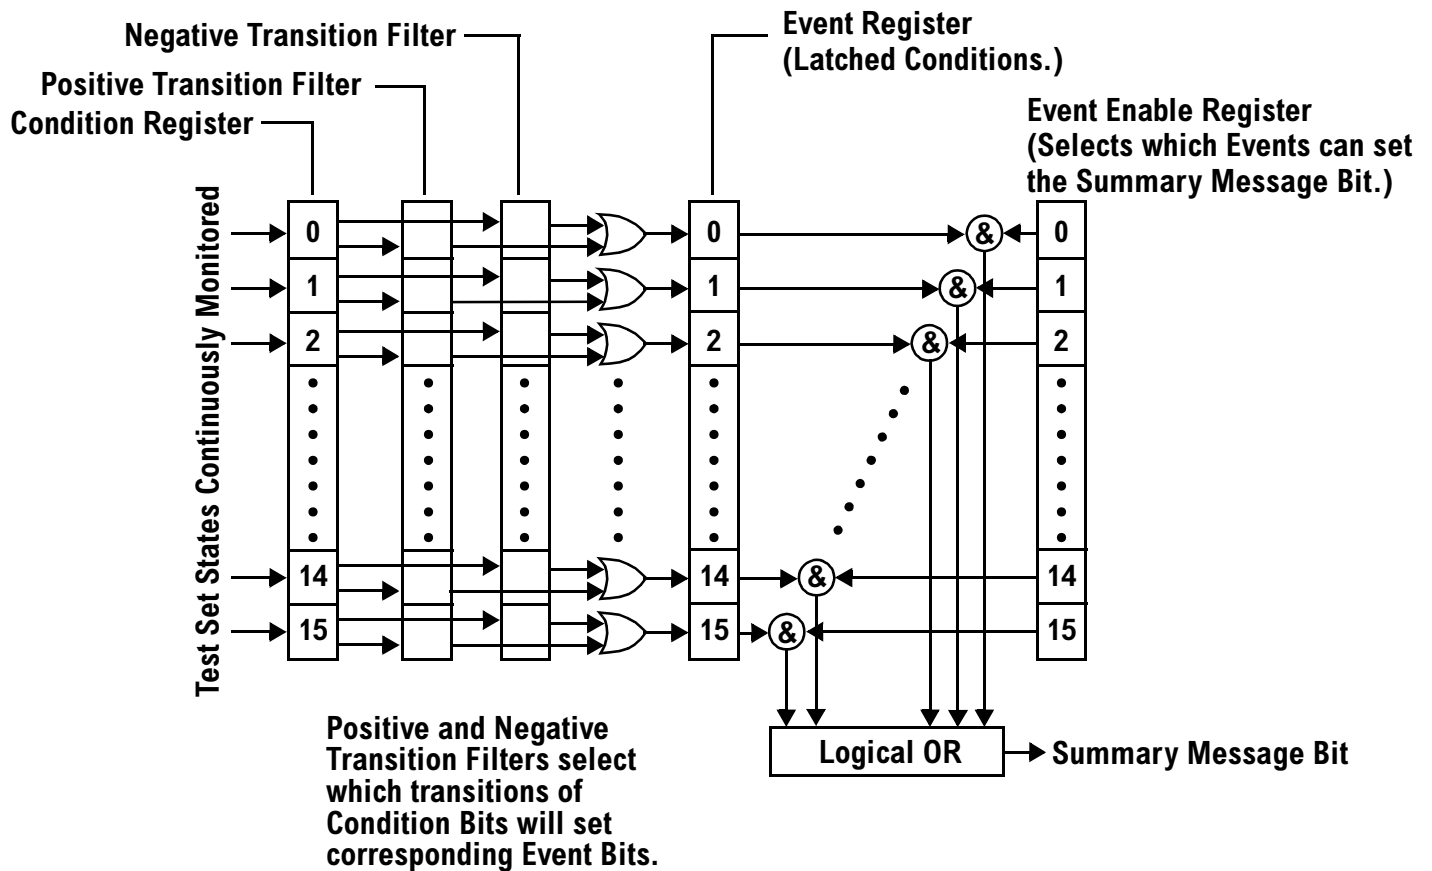 Negative Transition Filter
Positive Transition Filter
Condition Register
Event Register
(Latched Conditions.)
Event Enable Register
(Selects which Events can set
the Summary Message Bit.)
Test Set States Continuously Monitored
0 0 & 0
1 1 & 1
2 2 & 2
14 14 & 14
15 15 & 15
Positive and Negative
Transition Filters select
which transitions of
Condition Bits will set
corresponding Event Bits.
Logical OR
Summary Message Bit